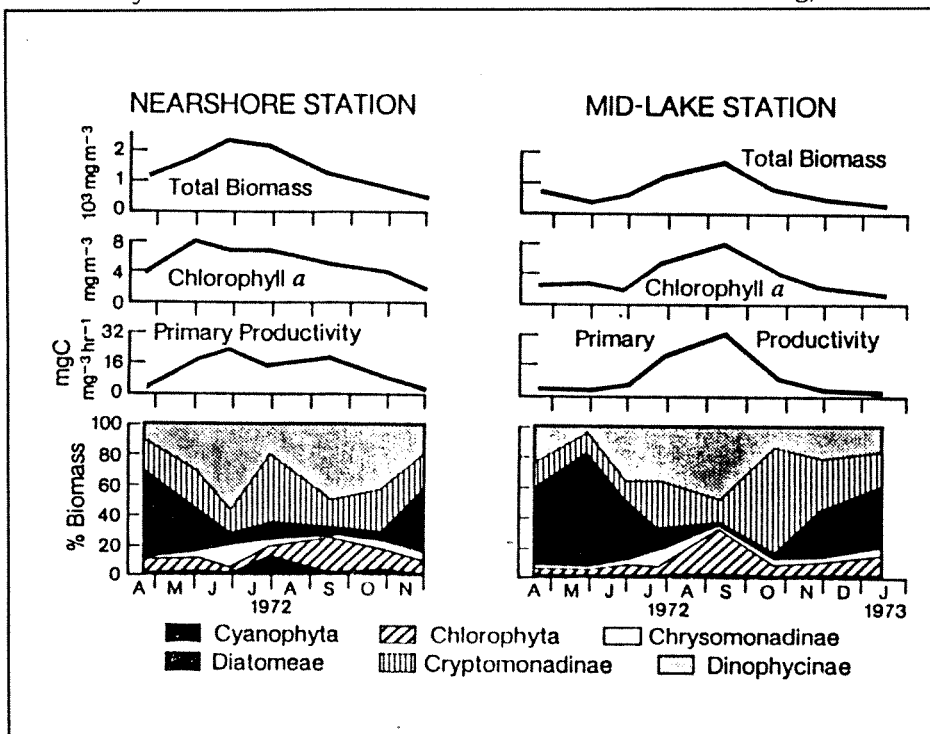 NEARSHORE STATION
10³ mg m⁻³
2
1
0
Total Biomass
mg m⁻³
8
4
0
Chlorophyll a
mgC
mg⁻³ hr⁻¹
32
16
0
Primary Productivity
% Biomass
100
80
60
40
20
0
A M J J A S O N
1972
MID-LAKE STATION
Total Biomass
Chlorophyll a
Primary Productivity
A M J J A S O N D J
1972 1973
Cyanophyta Chlorophyta Chrysomonadinae
Diatomeae Cryptomonadinae Dinophycinae